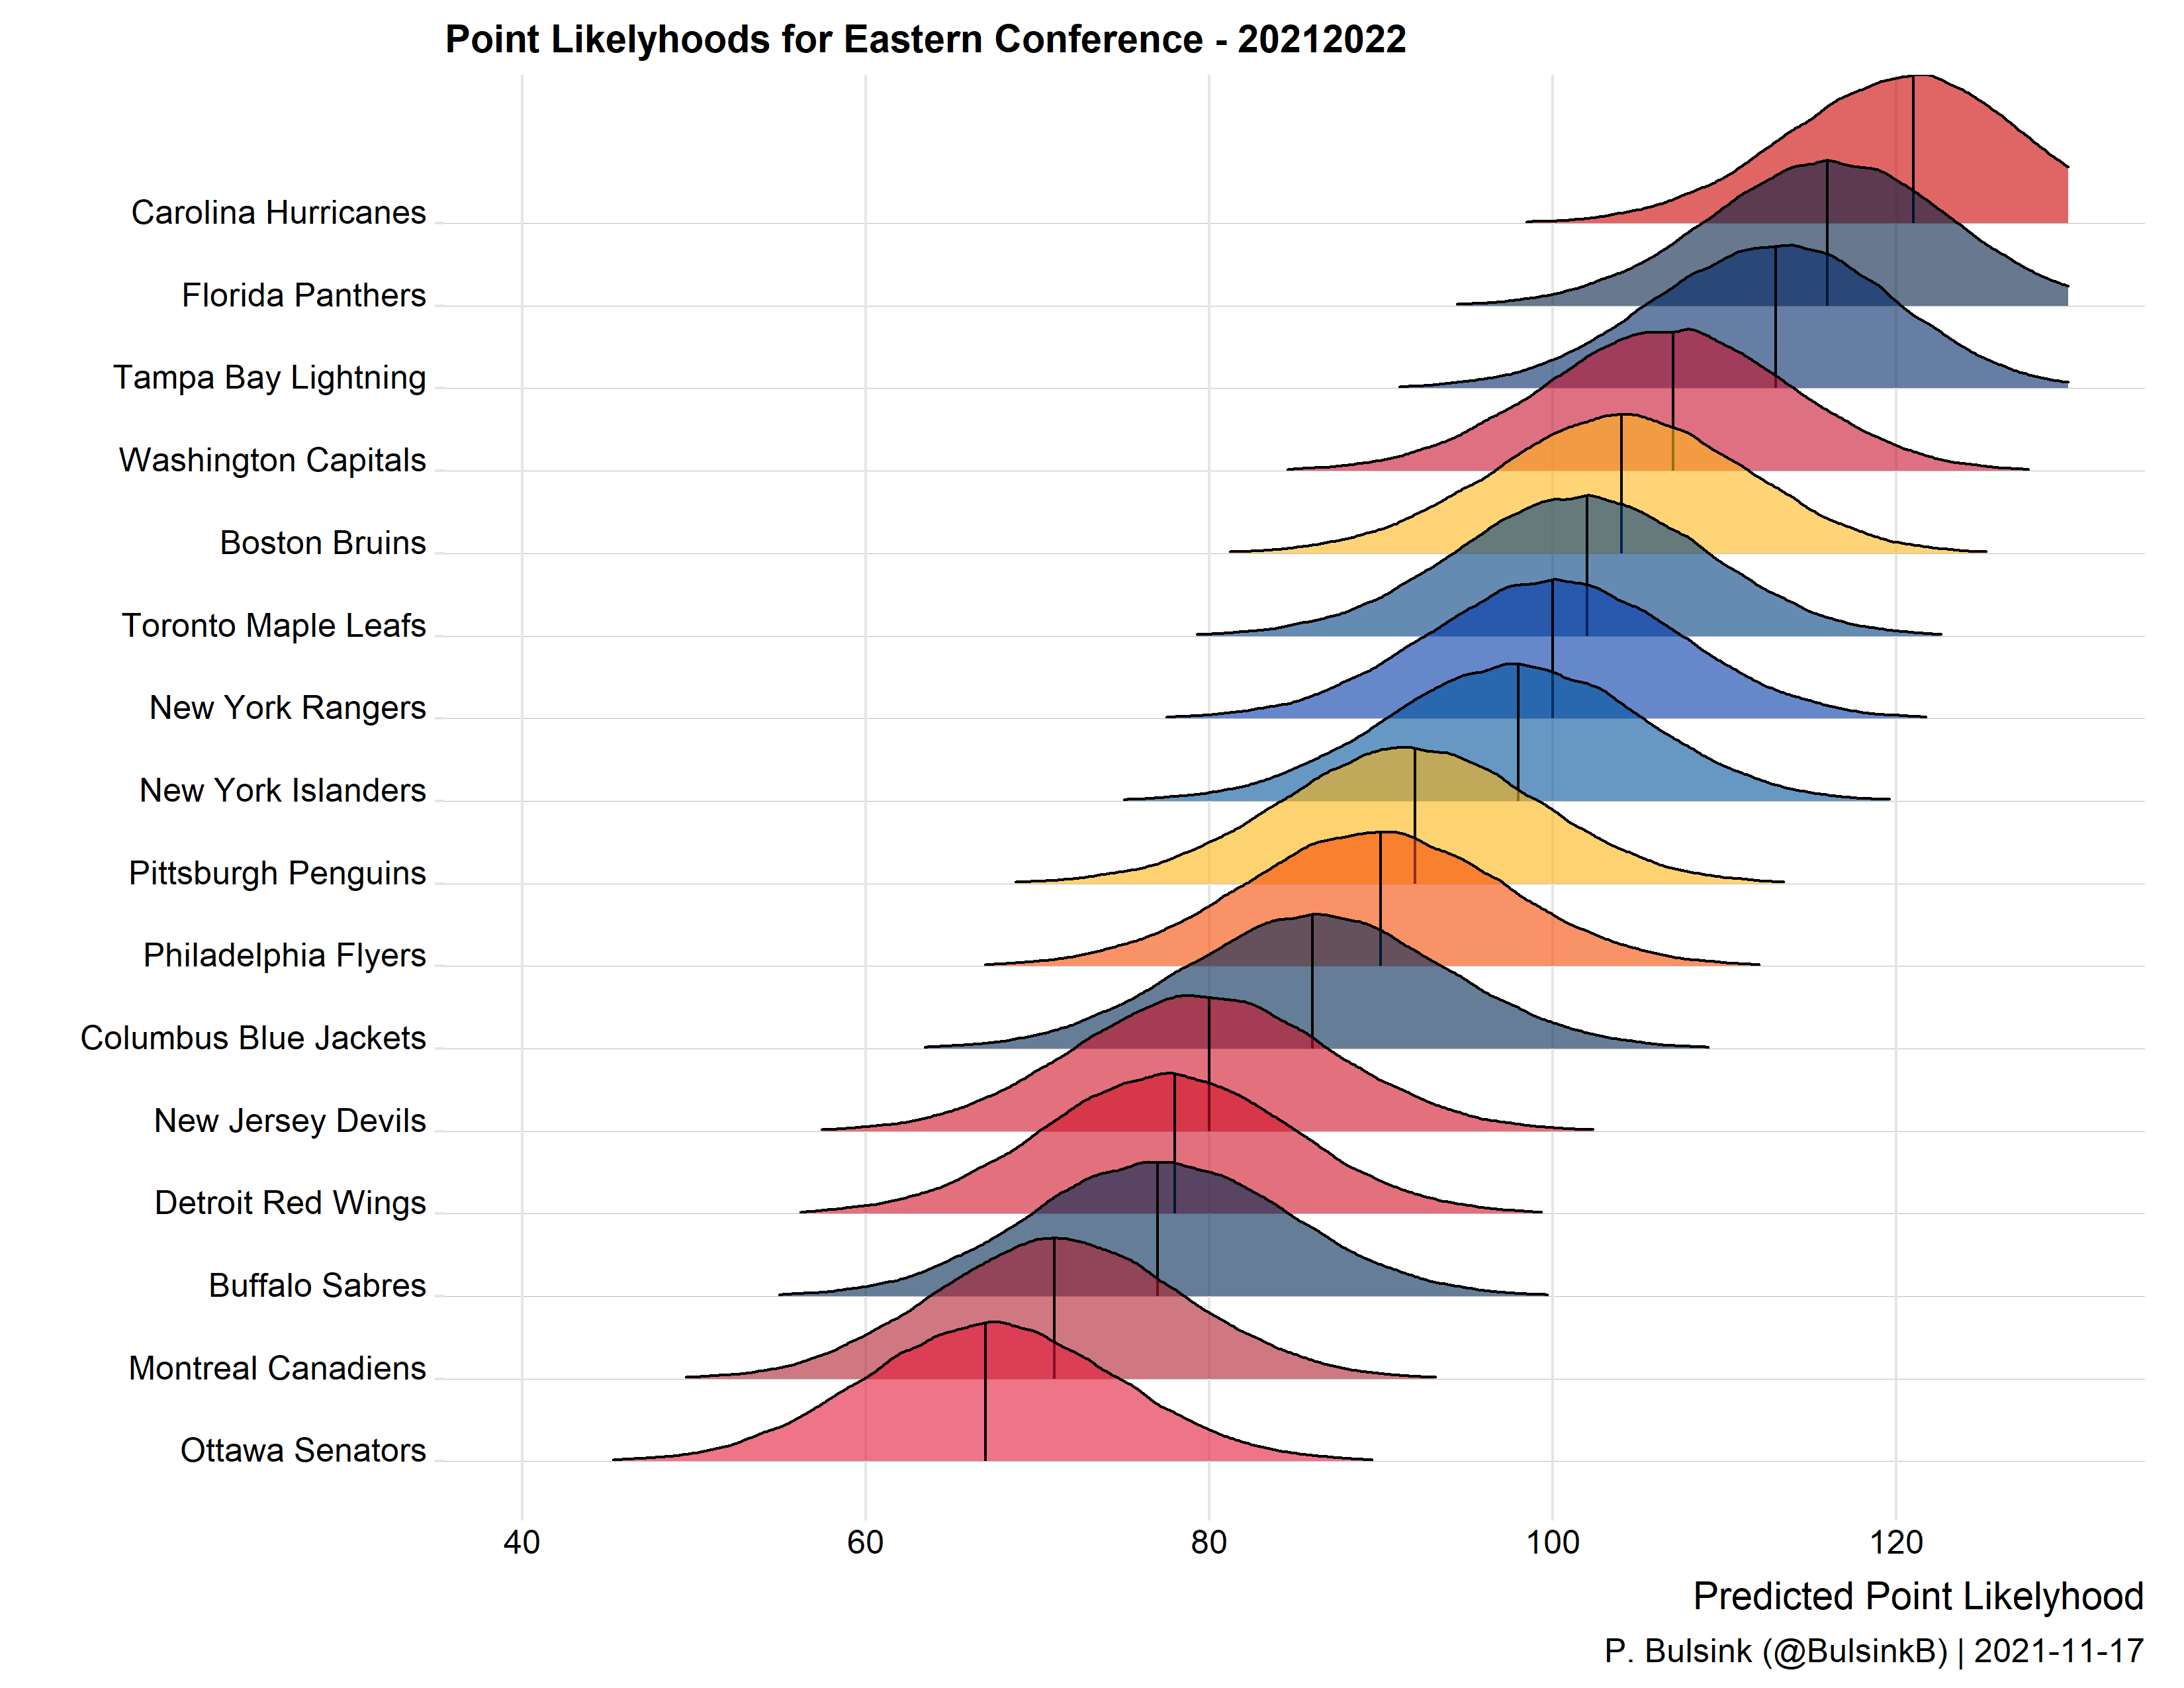 Point Likelyhoods for Eastern Conference - 20212022
Carolina Hurricanes
Florida Panthers
Tampa Bay Lightning
Washington Capitals
Boston Bruins
Toronto Maple Leafs
New York Rangers
New York Islanders
Pittsburgh Penguins
Philadelphia Flyers
Columbus Blue Jackets
New Jersey Devils
Detroit Red Wings
Buffalo Sabres
Montreal Canadiens
Ottawa Senators
40 60 80 100 120
Predicted Point Likelyhood
P. Bulsink (@BulsinkB) | 2021-11-17